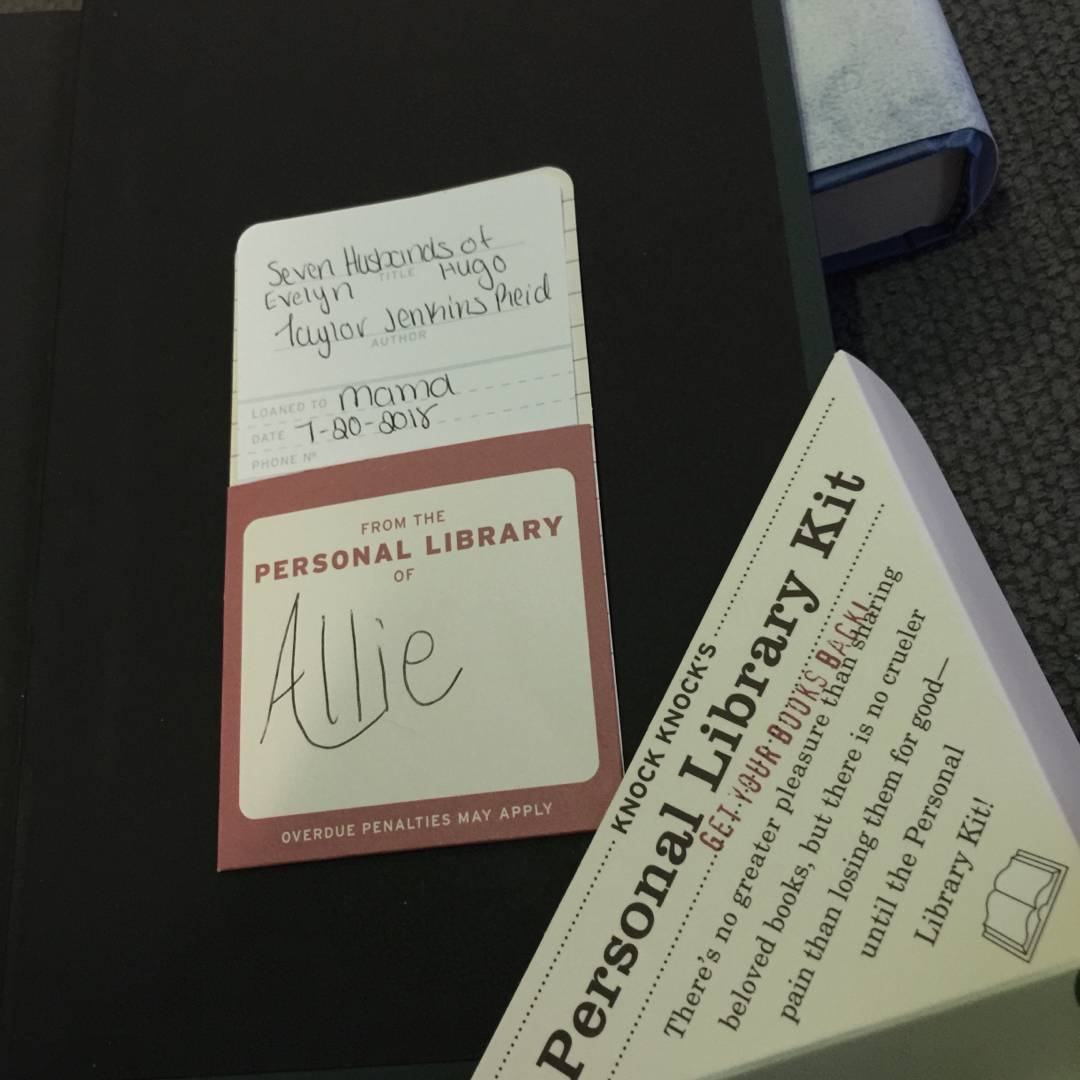 Seven Husbands of
TITLE
Evelyn Hugo
Taylor Jenkins Reid
AUTHOR
LOANED TO Mama
DATE 7-20-2018
PHONE Nº
FROM THE
PERSONAL LIBRARY
OF
Allie
OVERDUE PENALTIES MAY APPLY
KNOCK KNOCK'S
Personal Library Kit
GET YOUR BOOKS BACK!
There's no greater pleasure than sharing
beloved books, but there is no crueler
pain than losing them for good—
until the Personal
Library Kit!